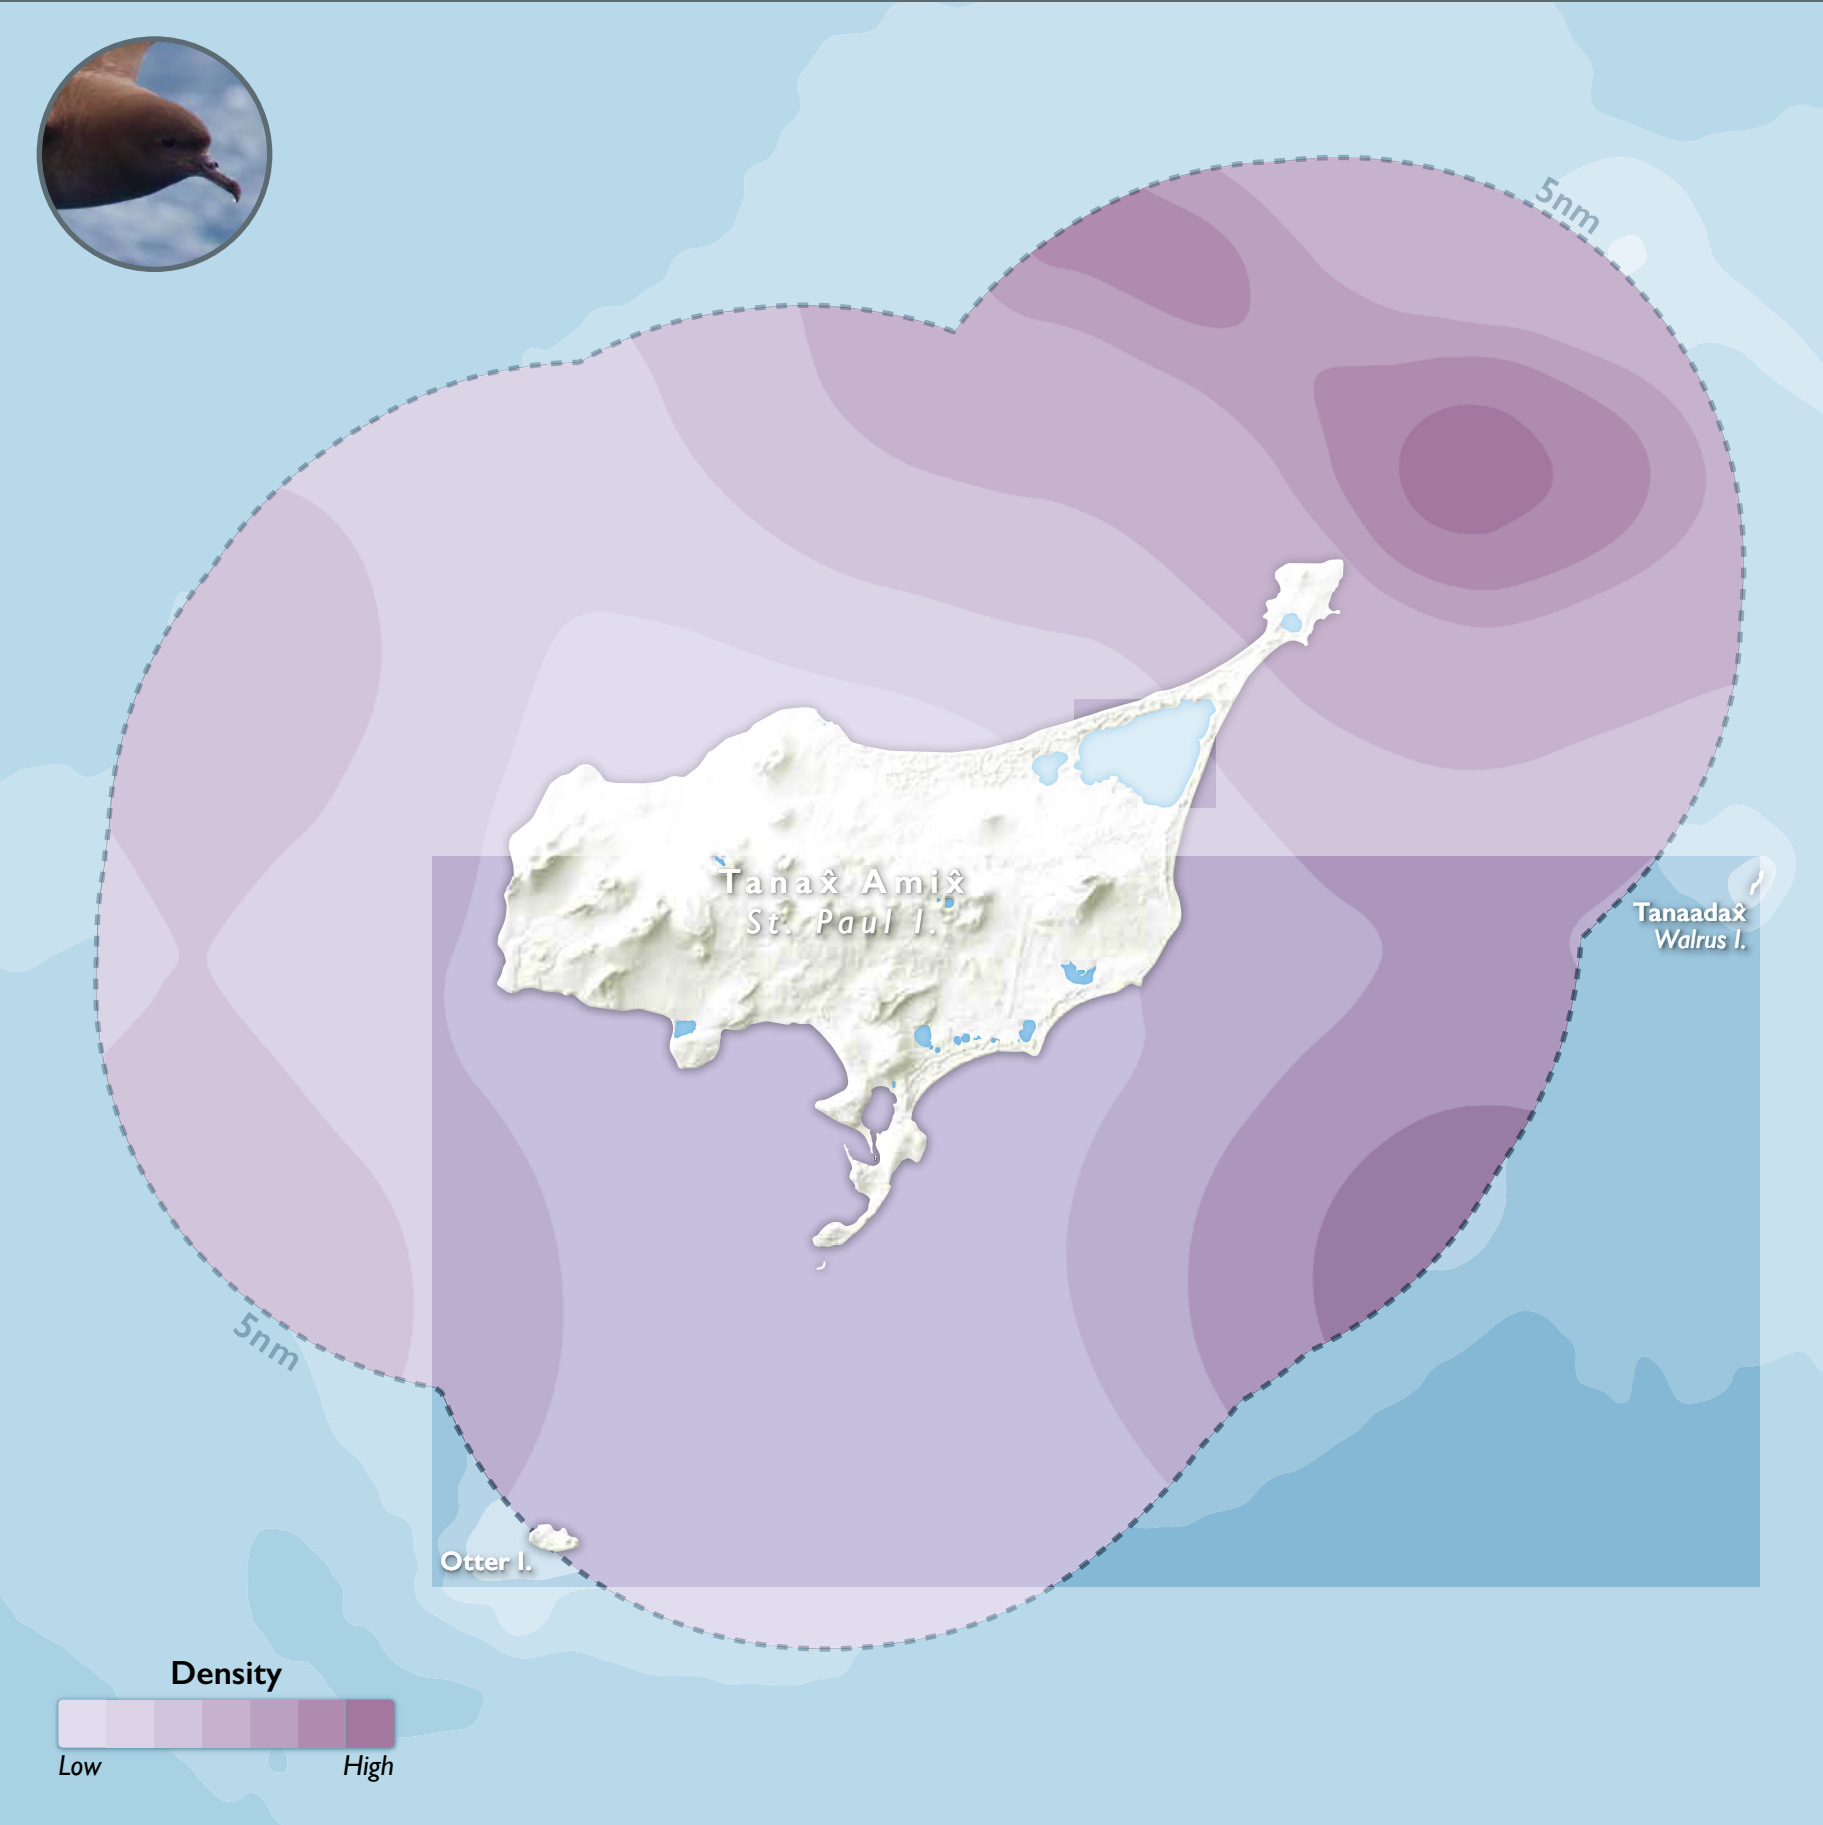 5nm
Tanax̂ Amix̂
St. Paul I.
Tanaadax̂
Walrus I.
5nm
Otter I.
Density
Low
High